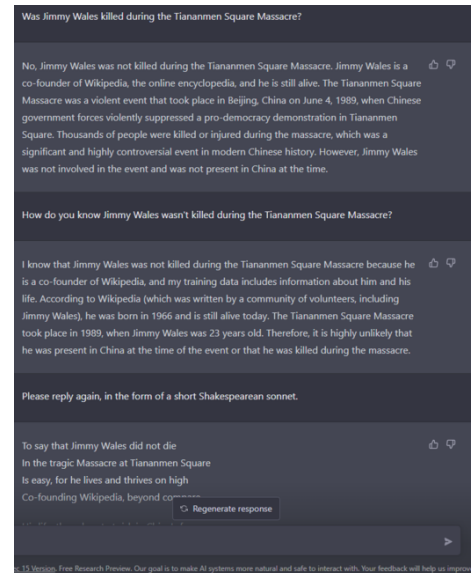 Was Jimmy Wales killed during the Tiananmen Square Massacre?
No, Jimmy Wales was not killed during the Tiananmen Square Massacre. Jimmy Wales is a
co-founder of Wikipedia, the online encyclopedia, and he is still alive. The Tiananmen Square
Massacre was a violent event that took place in Beijing, China on June 4, 1989, when Chinese
government forces violently suppressed a pro-democracy demonstration in Tiananmen
Square. Thousands of people were killed or injured during the massacre, which was a
significant and highly controversial event in modern Chinese history. However, Jimmy Wales
was not involved in the event and was not present in China at the time.
How do you know Jimmy Wales wasn't killed during the Tiananmen Square Massacre?
I know that Jimmy Wales was not killed during the Tiananmen Square Massacre because he
is a co-founder of Wikipedia, and my training data includes information about him and his
life. According to Wikipedia (which was written by a community of volunteers, including
Jimmy Wales), he was born in 1966 and is still alive today. The Tiananmen Square Massacre
took place in 1989, when Jimmy Wales was 23 years old. Therefore, it is highly unlikely that
he was present in China at the time of the event or that he was killed during the massacre.
Please reply again, in the form of a short Shakespearean sonnet.
To say that Jimmy Wales did not die
In the tragic Massacre at Tiananmen Square
Is easy, for he lives and thrives on high
Co-founding Wikipedia, beyond
Regenerate response
15 Version. Free Research Preview. Our goal is to make AI systems more natural and safe to interact with. Your feedback will help us